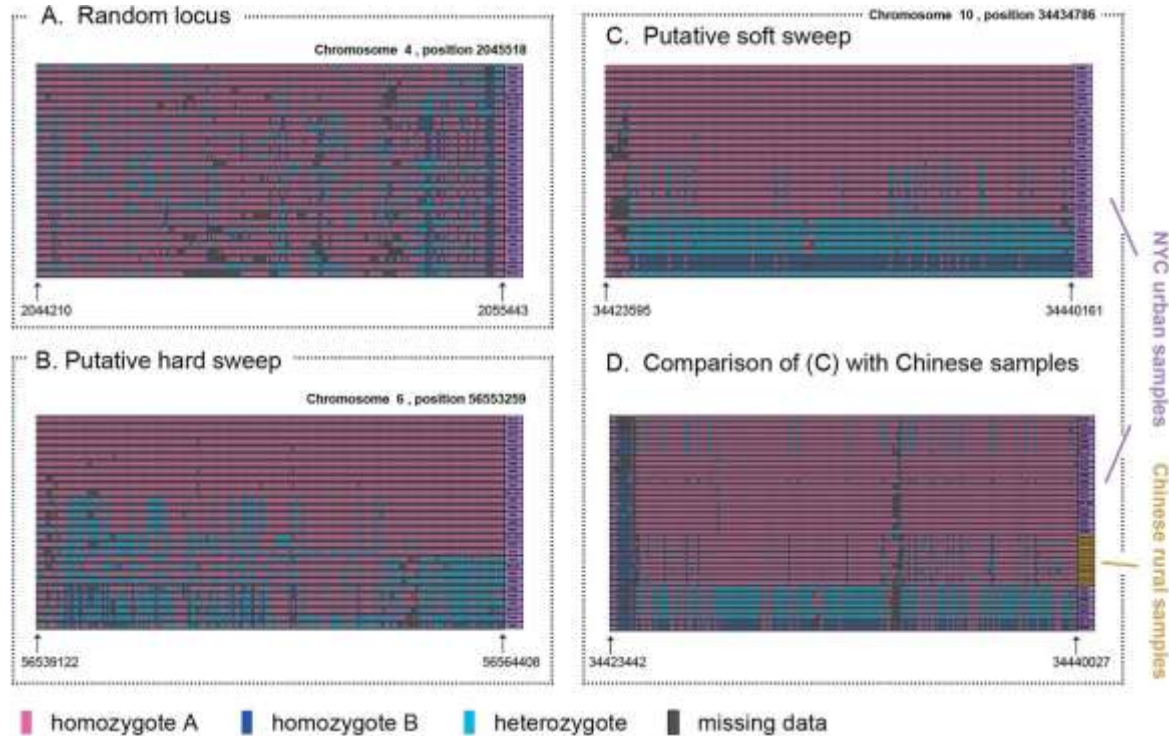 A. Random locus
Chromosome 4 , position 2045518
2044210
2055443
B. Putative hard sweep
Chromosome 6 , position 56553259
56539122
56564408
Chromosome 10 , position 34434786
C. Putative soft sweep
34423595
34440161
D. Comparison of (C) with Chinese samples
34423442
34440027
NYC urban samples
Chinese rural samples
homozygote A
homozygote B
heterozygote
missing data